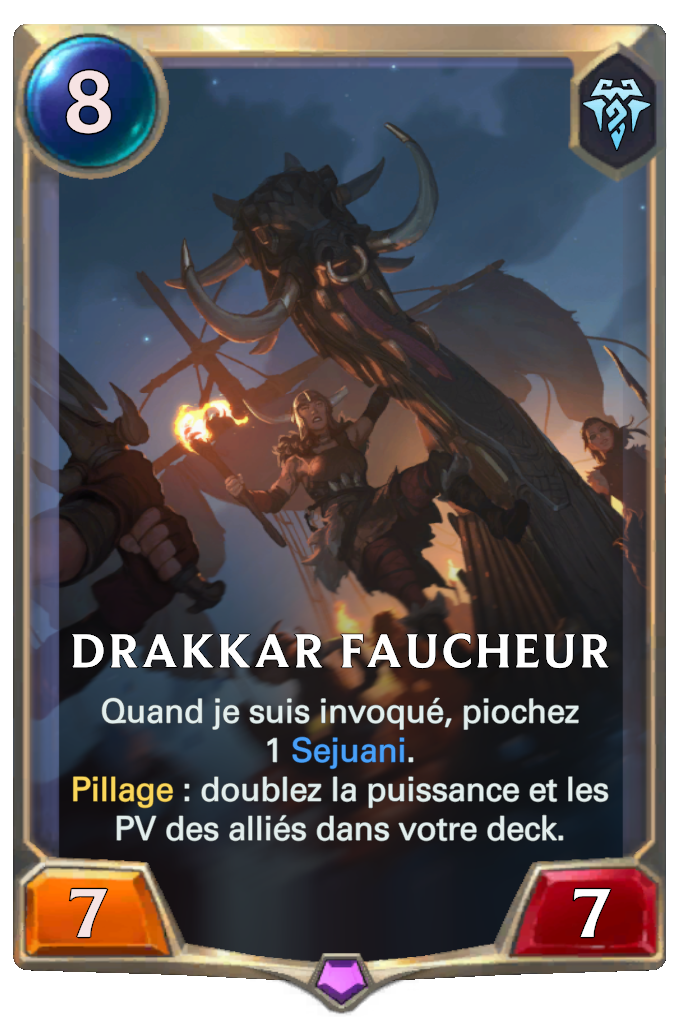 8
DRAKKAR FAUCHEUR
Quand je suis invoqué, piochez
1 Sejuani.
Pillage : doublez la puissance et les
PV des alliés dans votre deck.
7
7